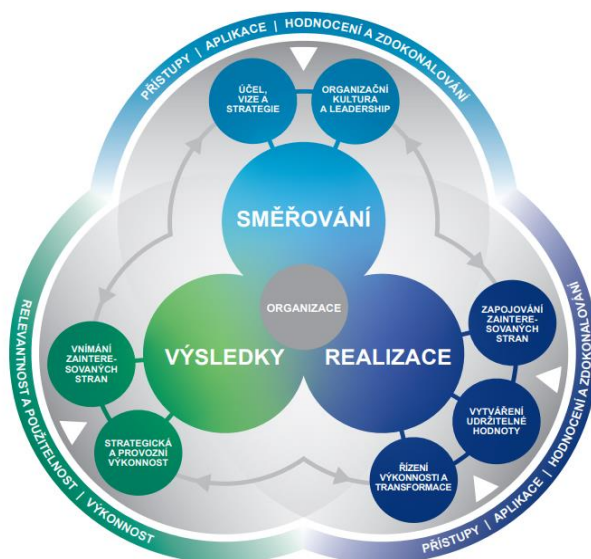 PŘÍSTUPY | APLIKACE | HODNOCENÍ A ZDOKONALOVÁNÍ
ÚČEL,
VIZE A
STRATEGIE
ORGANIZAČNÍ
KULTURA
A LEADERSHIP
SMĚŘOVÁNÍ
ORGANIZACE
VÝSLEDKY
REALIZACE
VNÍMÁNÍ
ZAINTERE-
SOVANÝCH
STRAN
STRATEGICKÁ
A PROVOZNÍ
VÝKONNOST
ZAPOJOVÁNÍ
ZAINTERE-
SOVANÝCH
STRAN
VYTVÁŘENÍ
UDRŽITELNÉ
HODNOTY
ŘÍZENÍ
VÝKONNOSTI A
TRANSFORMACE
RELEVANTNOST A POUŽITELNOST | VÝKONNOST
PŘÍSTUPY | APLIKACE | HODNOCENÍ A ZDOKONALOVÁNÍ